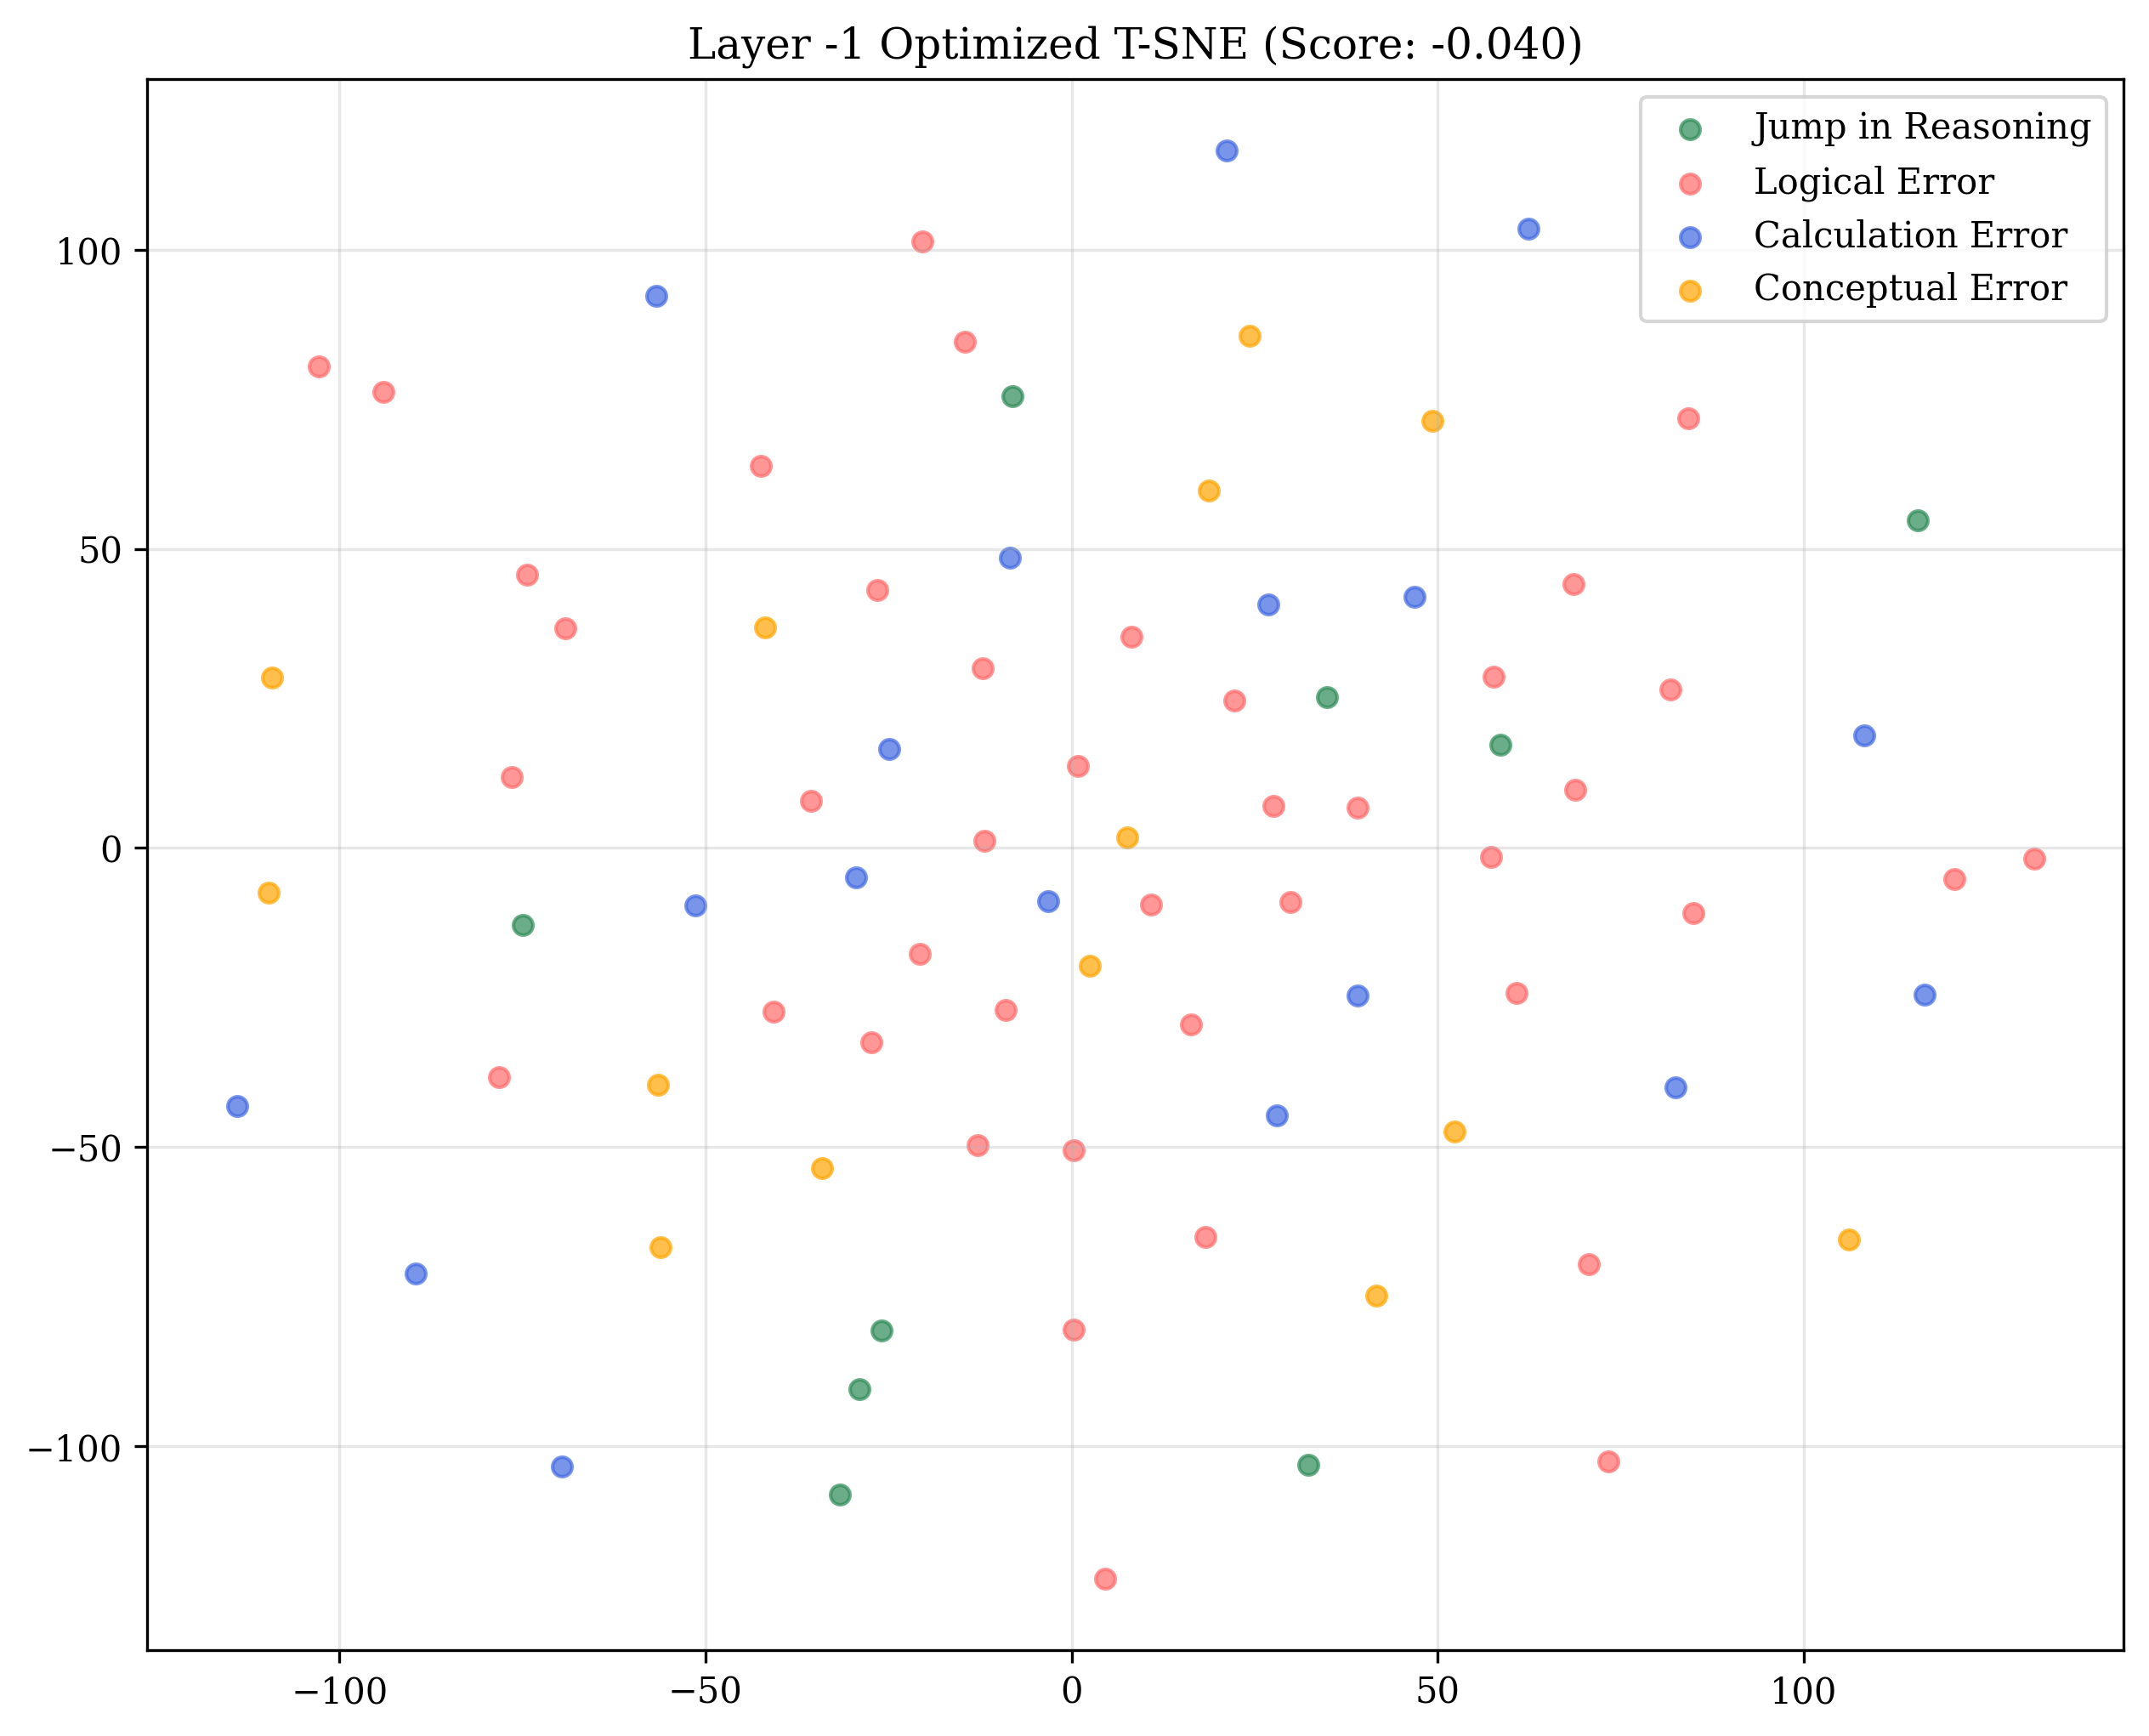 Layer -1 Optimized T-SNE (Score: -0.040)
Jump in Reasoning
Logical Error
Calculation Error
Conceptual Error
100
50
0
−50
−100
−100
−50
0
50
100